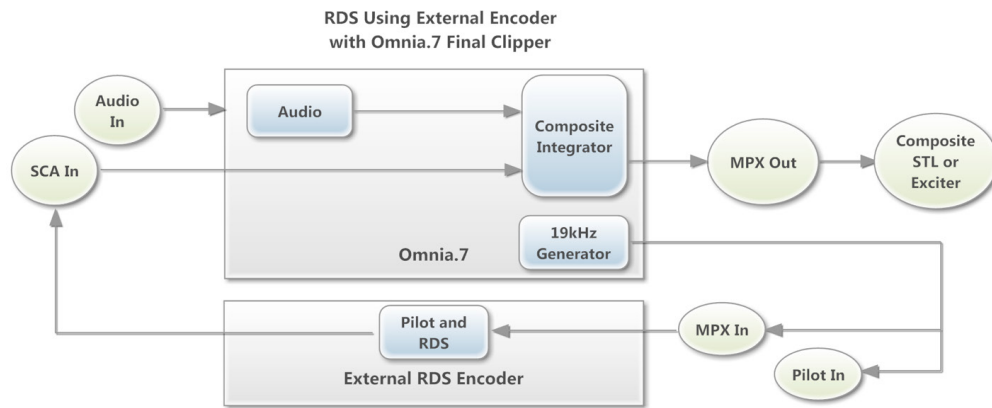 RDS Using External Encoder
with Omnia.7 Final Clipper
Audio
In
Audio
Composite
Integrator
SCA In
MPX Out
Composite
STL or
Exciter
19kHz
Generator
Omnia.7
Pilot and
RDS
MPX In
Pilot In
External RDS Encoder